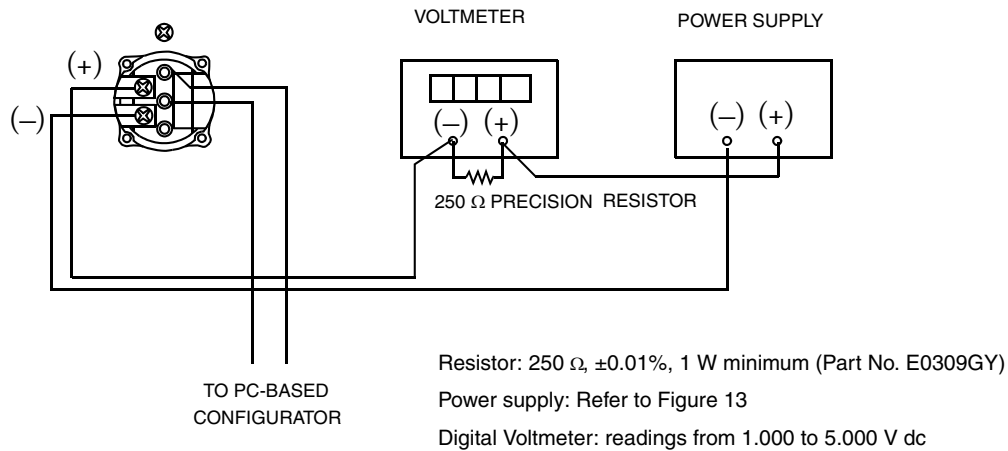 VOLTMETER
POWER SUPPLY
(+)
(–)
(–) (+)
(–) (+)
250 Ω PRECISION RESISTOR
TO PC-BASED
CONFIGURATOR
Resistor: 250 Ω, ±0.01%, 1 W minimum (Part No. E0309GY)
Power supply: Refer to Figure 13
Digital Voltmeter: readings from 1.000 to 5.000 V dc